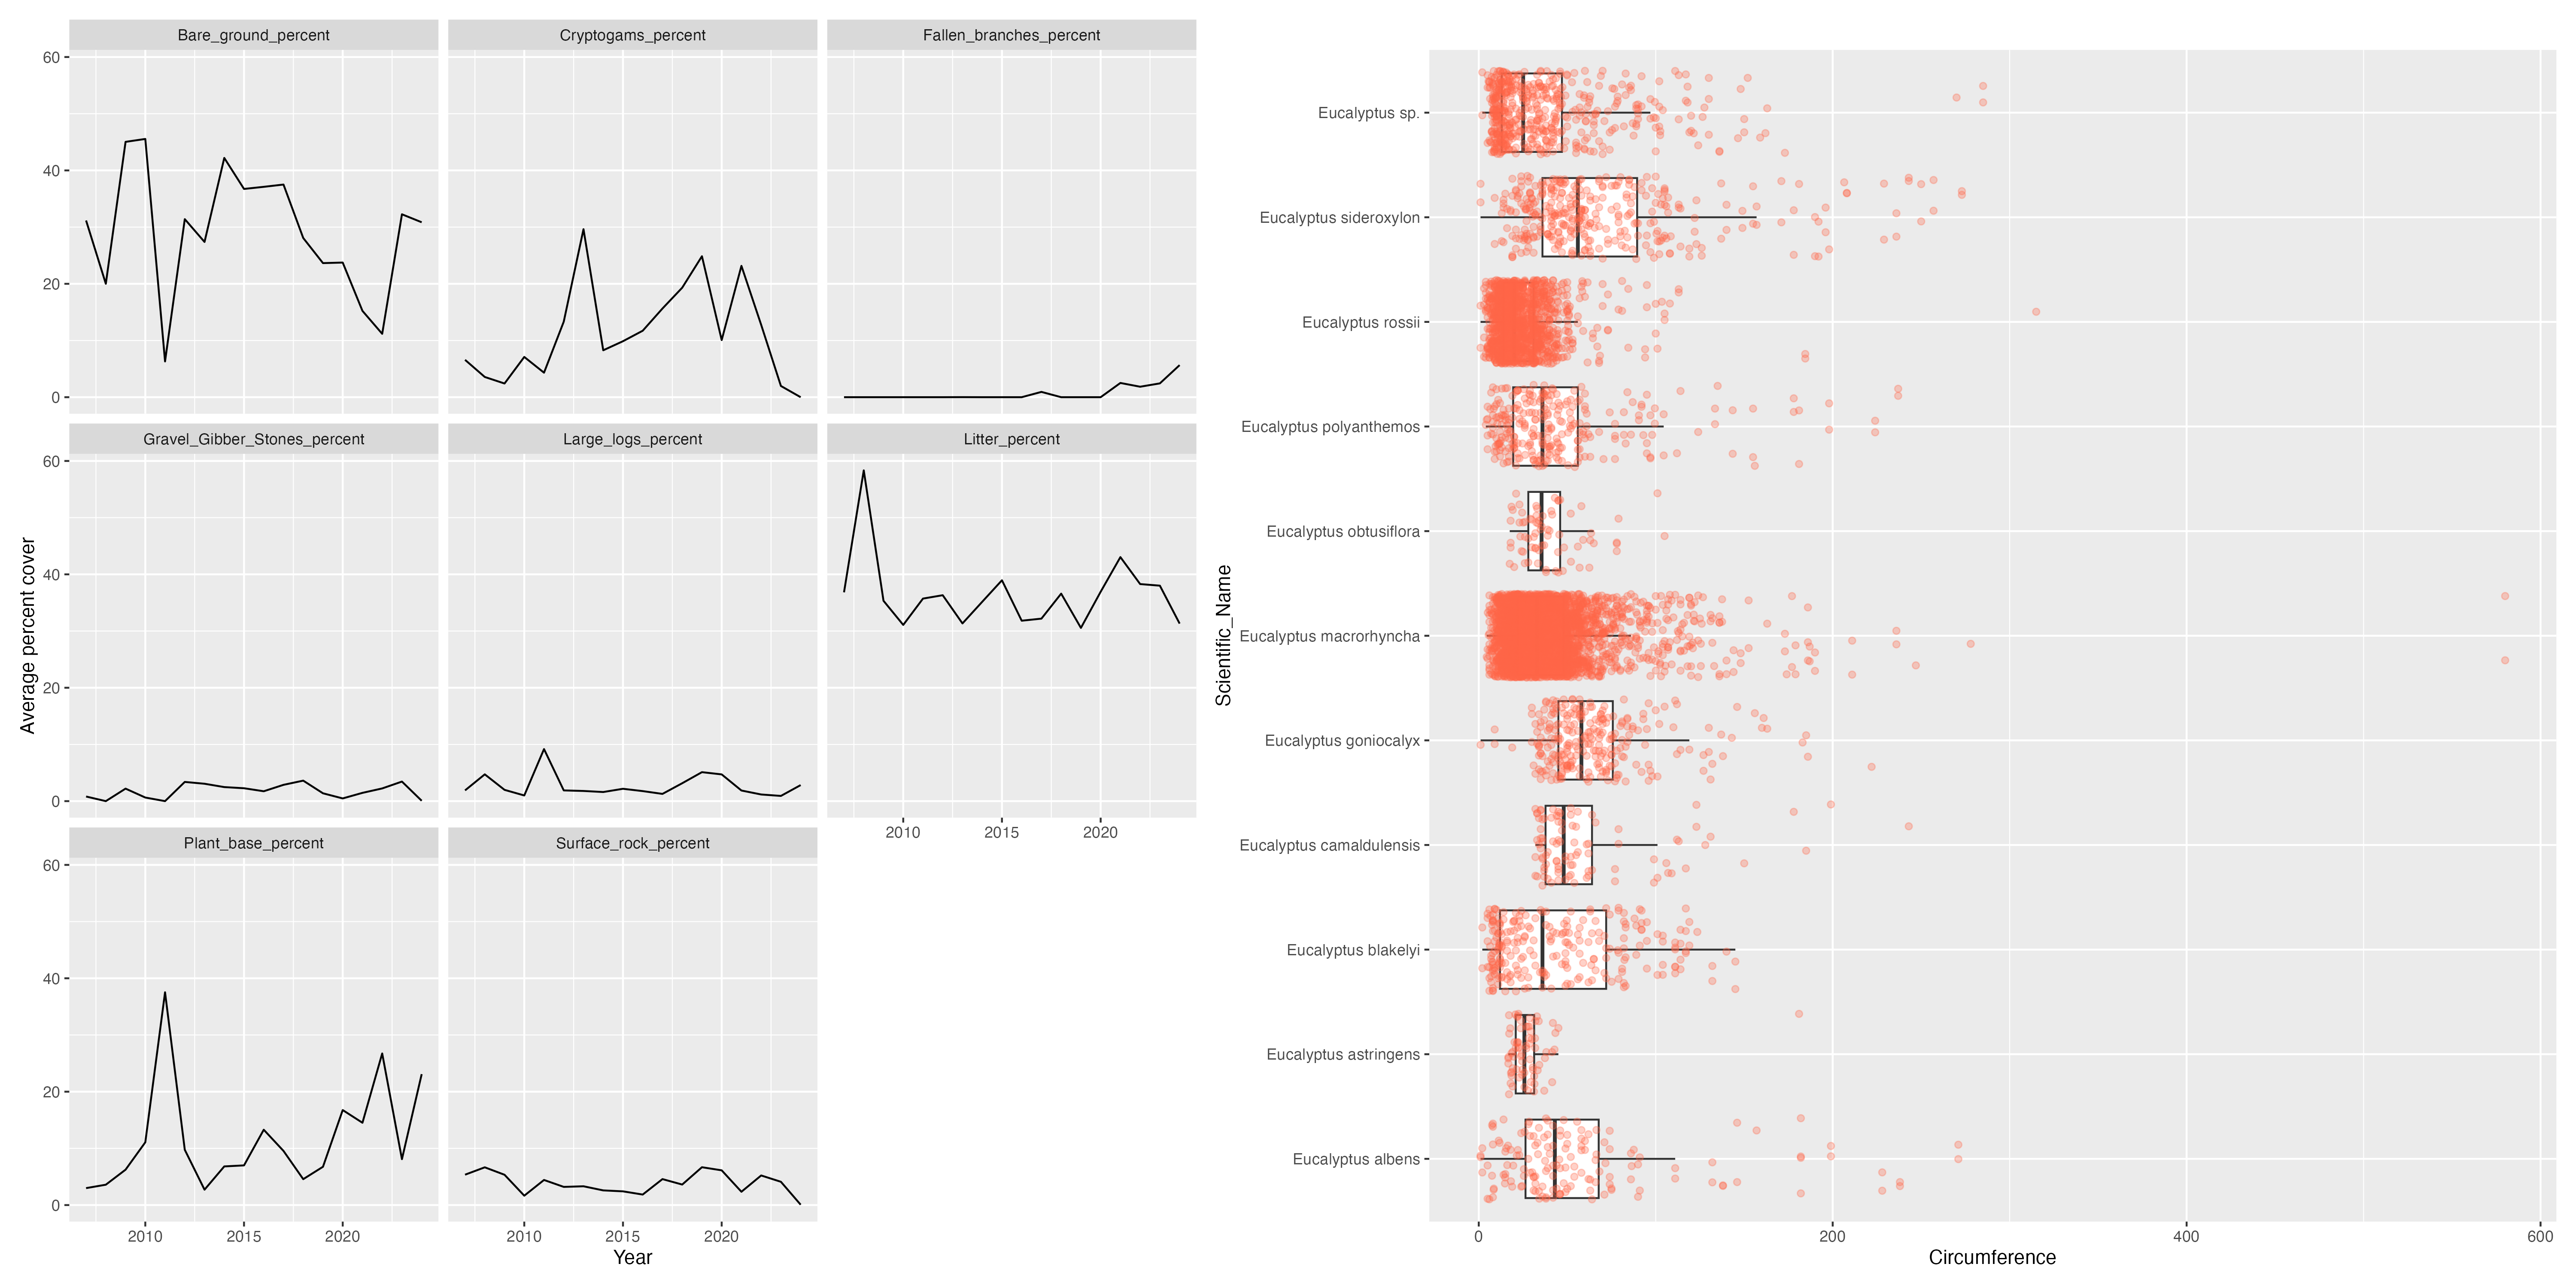 Bare_ground_percent
Cryptogams_percent
Fallen_branches_percent
60
40
20
0
Gravel_Gibber_Stones_percent
Large_logs_percent
Litter_percent
60
40
20
0
2010 2015 2020
Plant_base_percent
Surface_rock_percent
60
40
20
0
2010 2015 2020
2010 2015 2020
Average percent cover
Year
Scientific_Name
Eucalyptus sp.
Eucalyptus sideroxylon
Eucalyptus rossii
Eucalyptus polyanthemos
Eucalyptus obtusiflora
Eucalyptus macrorhyncha
Eucalyptus goniocalyx
Eucalyptus camaldulensis
Eucalyptus blakelyi
Eucalyptus astringens
Eucalyptus albens
0 200 400 600
Circumference